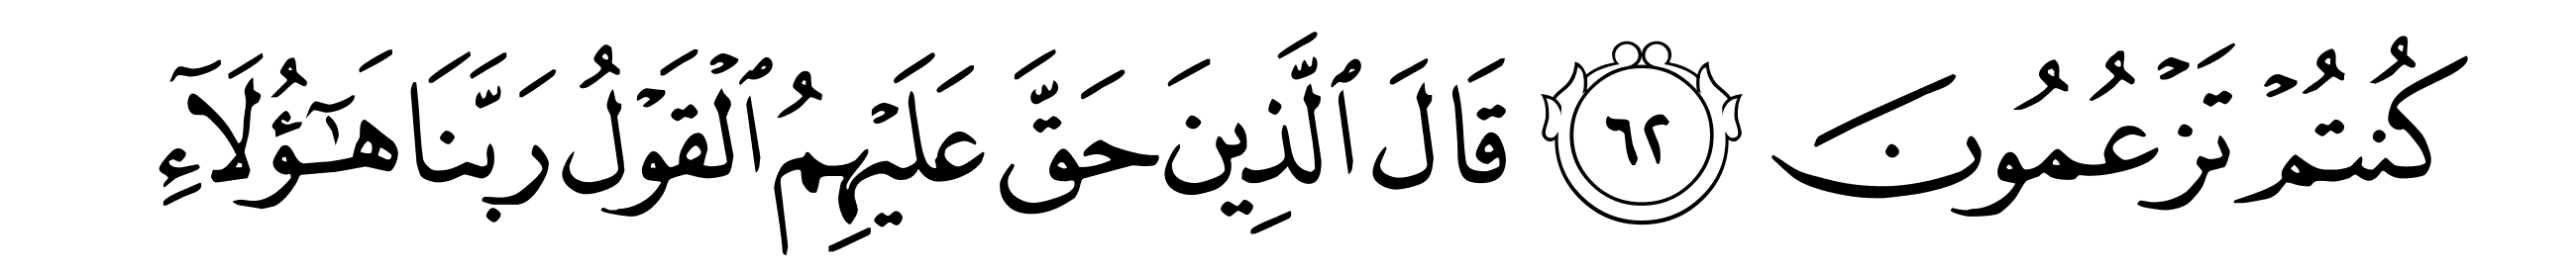 كُنتُمْ تَزْعُمُونَ ٦٢ قَالَ ٱلَّذِينَ حَقَّ عَلَيْهِمُ ٱلْقَوْلُ رَبَّنَا هَـٰٓؤُلَآءِ